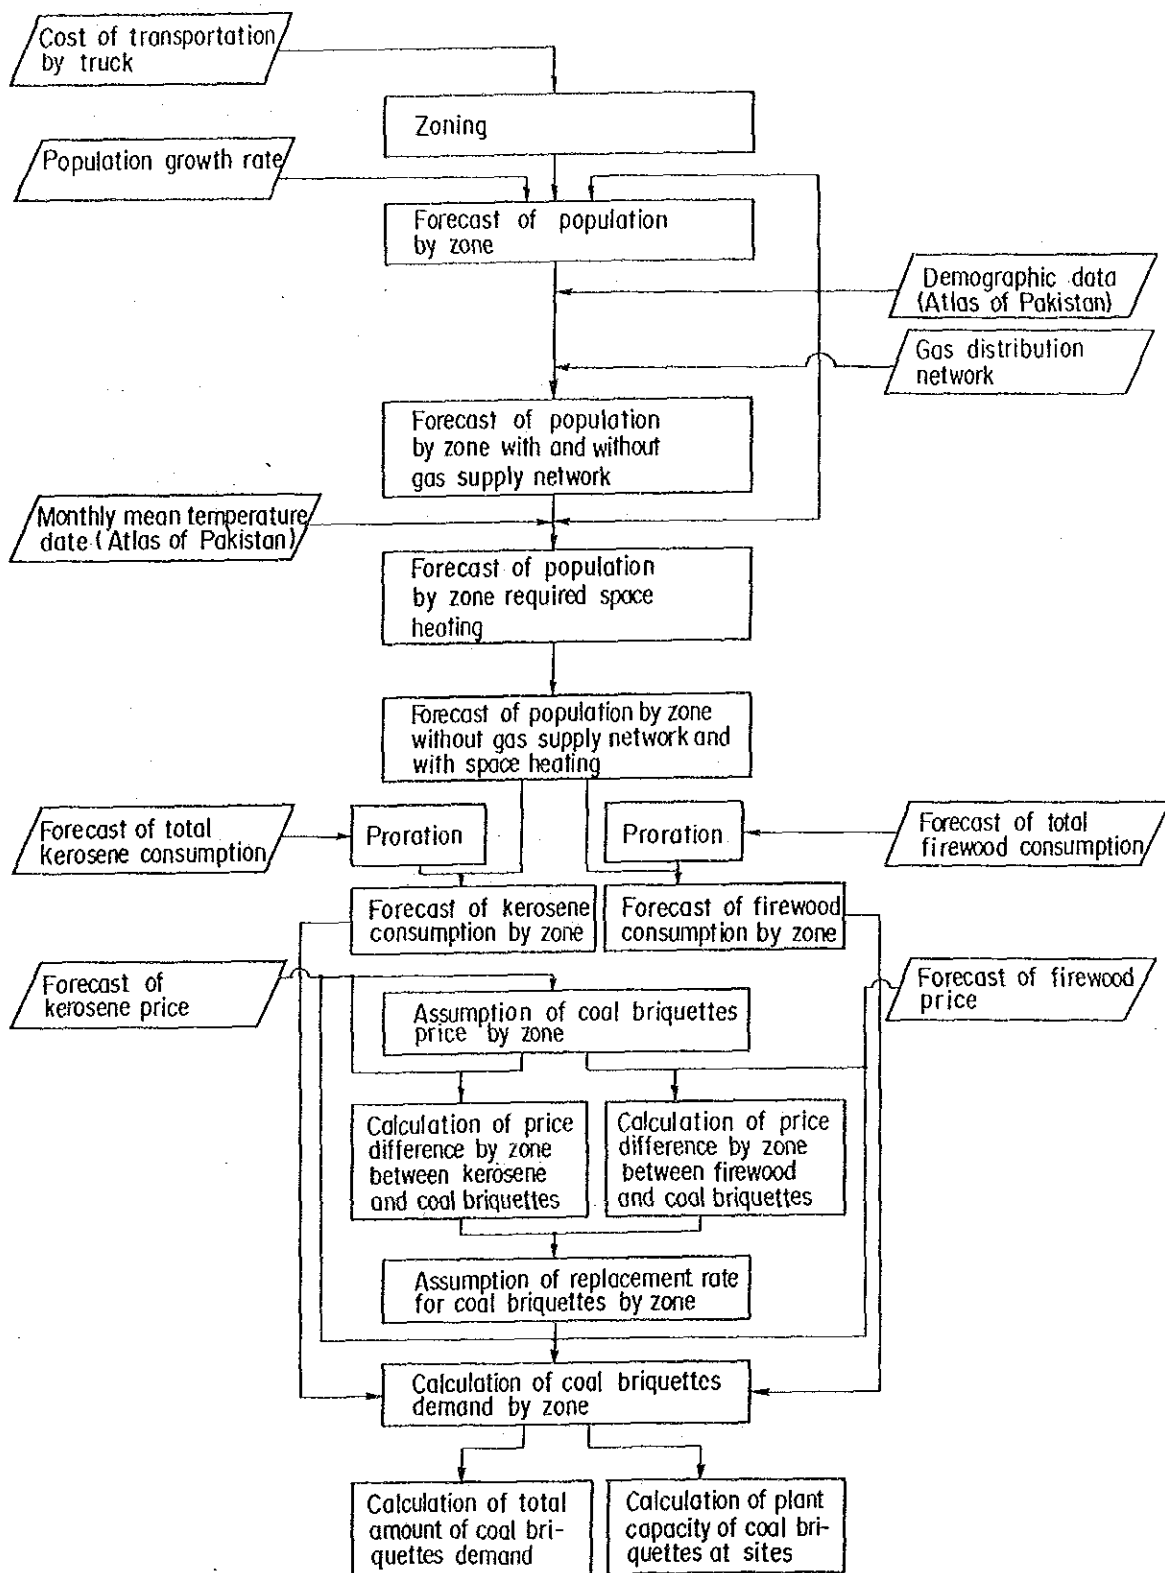 Cost of transportation
by truck
Zoning
Population growth rate
Forecast of population
by zone
Demographic data
(Atlas of Pakistan)
Gas distribution
network
Forecast of population
by zone with and without
gas supply network
Monthly mean temperature
date (Atlas of Pakistan)
Forecast of population
by zone required space
heating
Forecast of population by zone
without gas supply network and
with space heating
Forecast of total
kerosene consumption
Proration
Proration
Forecast of total
firewood consumption
Forecast of kerosene
consumption by zone
Forecast of firewood
consumption by zone
Forecast of
kerosene price
Assumption of coal briquettes
price by zone
Forecast of firewood
price
Calculation of price
difference by zone
between kerosene
and coal briquettes
Calculation of price
difference by zone
between firewood
and coal briquettes
Assumption of replacement rate
for coal briquettes by zone
Calculation of coal briquettes
demand by zone
Calculation of total
amount of coal bri-
quettes demand
Calculation of plant
capacity of coal bri-
quettes at sites